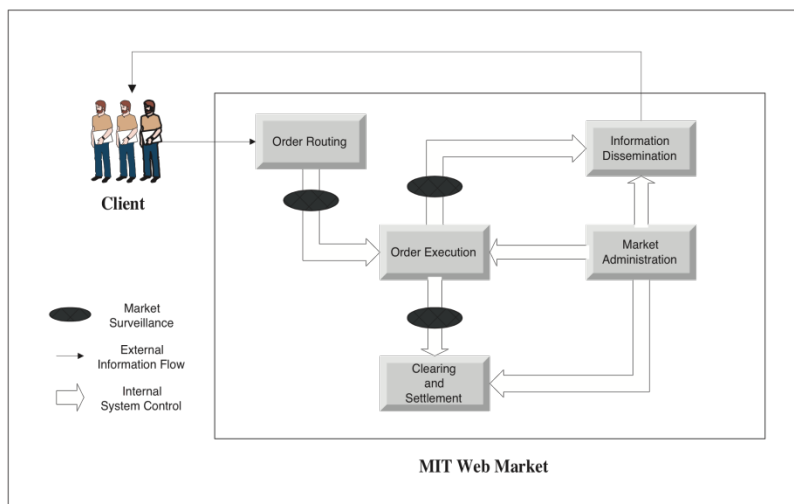 Order Routing
Information
Dissemination
Client
Order Execution
Market
Administration
Market
Surveillance
External
Information Flow
Clearing
and
Settlement
Internal
System Control
MIT Web Market